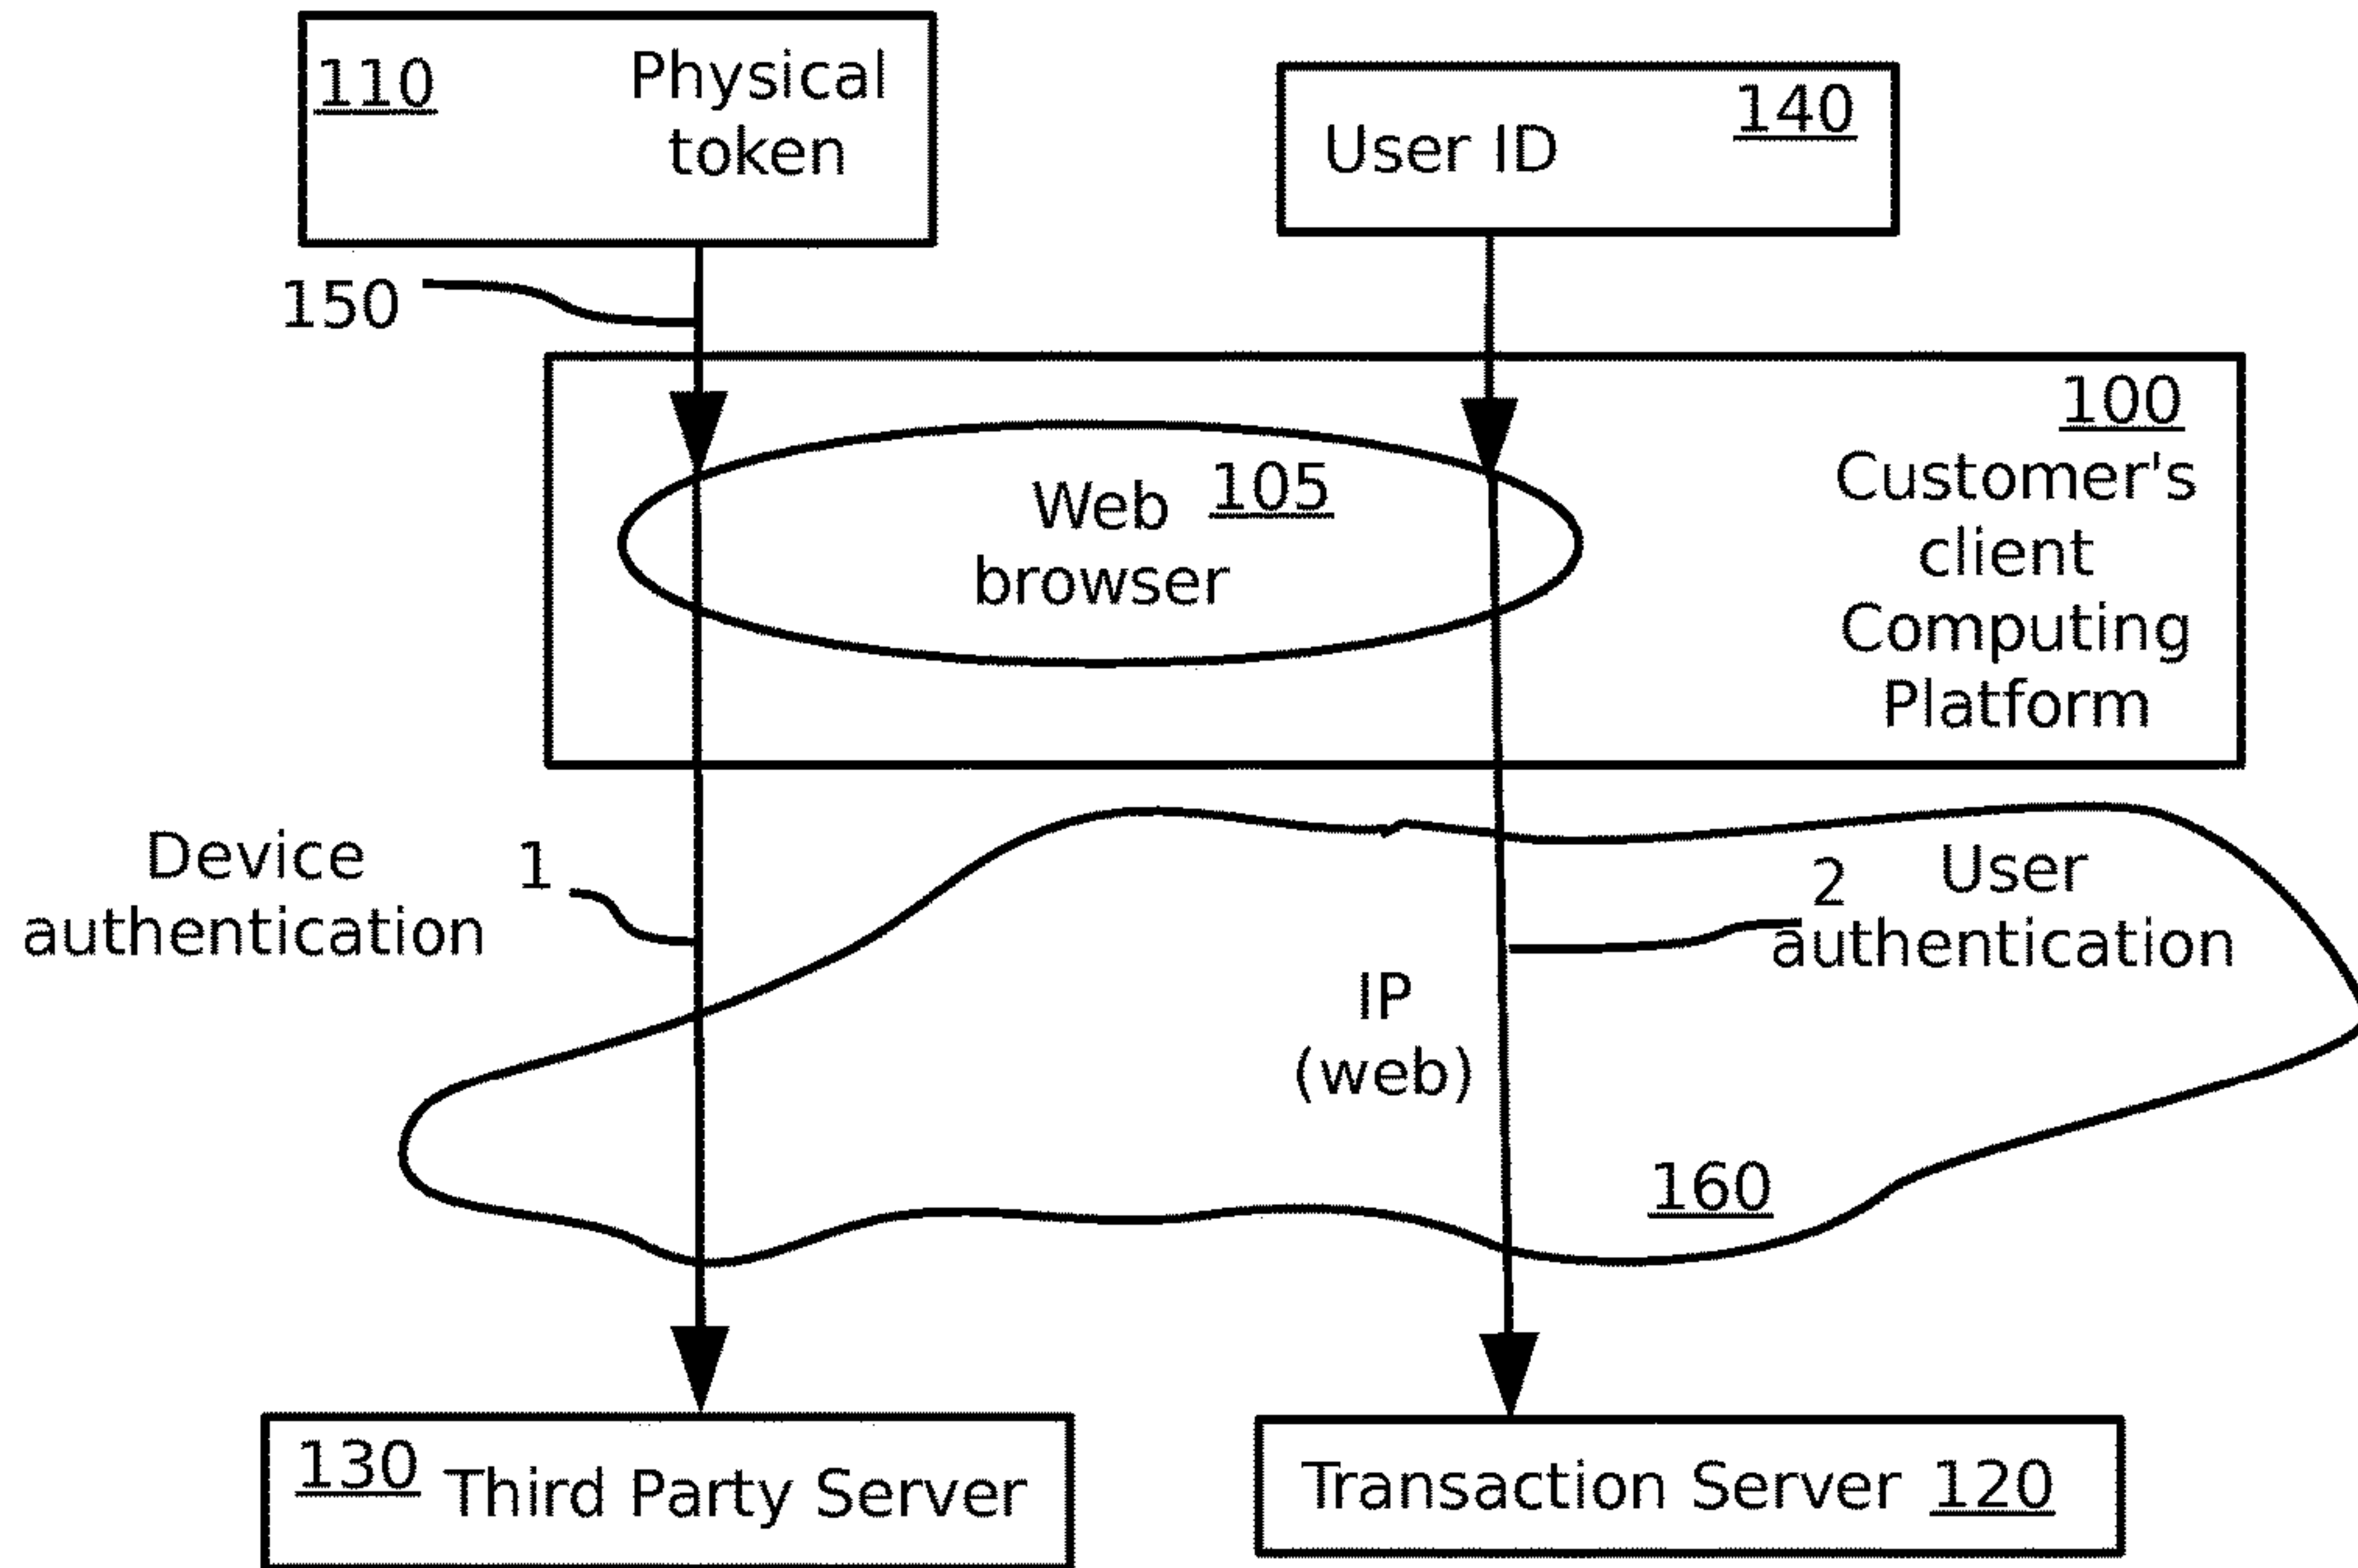 110
Physical
token
140
User ID
150
100
Customer's
client
Computing
Platform
Web 105
browser
Device
authentication
1
2
User
authentication
IP
(web)
160
130 Third Party Server
Transaction Server 120